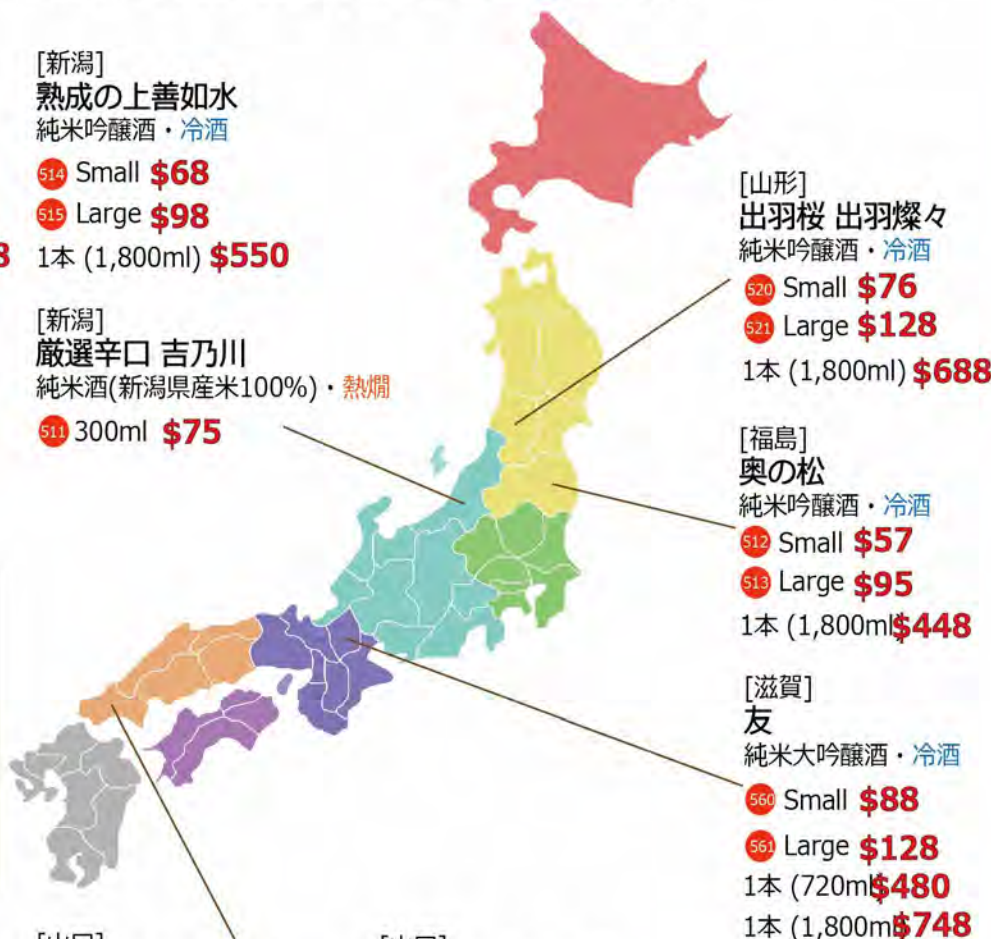 [新潟]
熟成の上善如水
純米吟醸酒・冷酒
514 Small $68
515 Large $98
8 1本 (1,800ml) $550
[新潟]
厳選辛口 吉乃川
純米酒(新潟県産米100%)・熱燗
511 300ml $75
[山形]
出羽桜 出羽燦々
純米吟醸酒・冷酒
520 Small $76
521 Large $128
1本 (1,800ml) $688
[福島]
奥の松
純米吟醸酒・冷酒
512 Small $57
513 Large $95
1本 (1,800ml $448
[滋賀]
友
純米大吟醸酒・冷酒
560 Small $88
561 Large $128
1本 (720ml $480
1本 (1,800ml $748